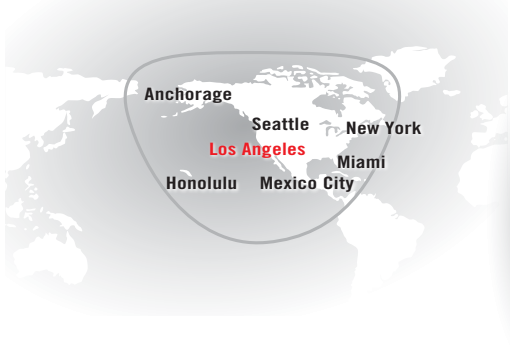 Anchorage
Seattle
New York
Los Angeles
Miami
Honolulu
Mexico City